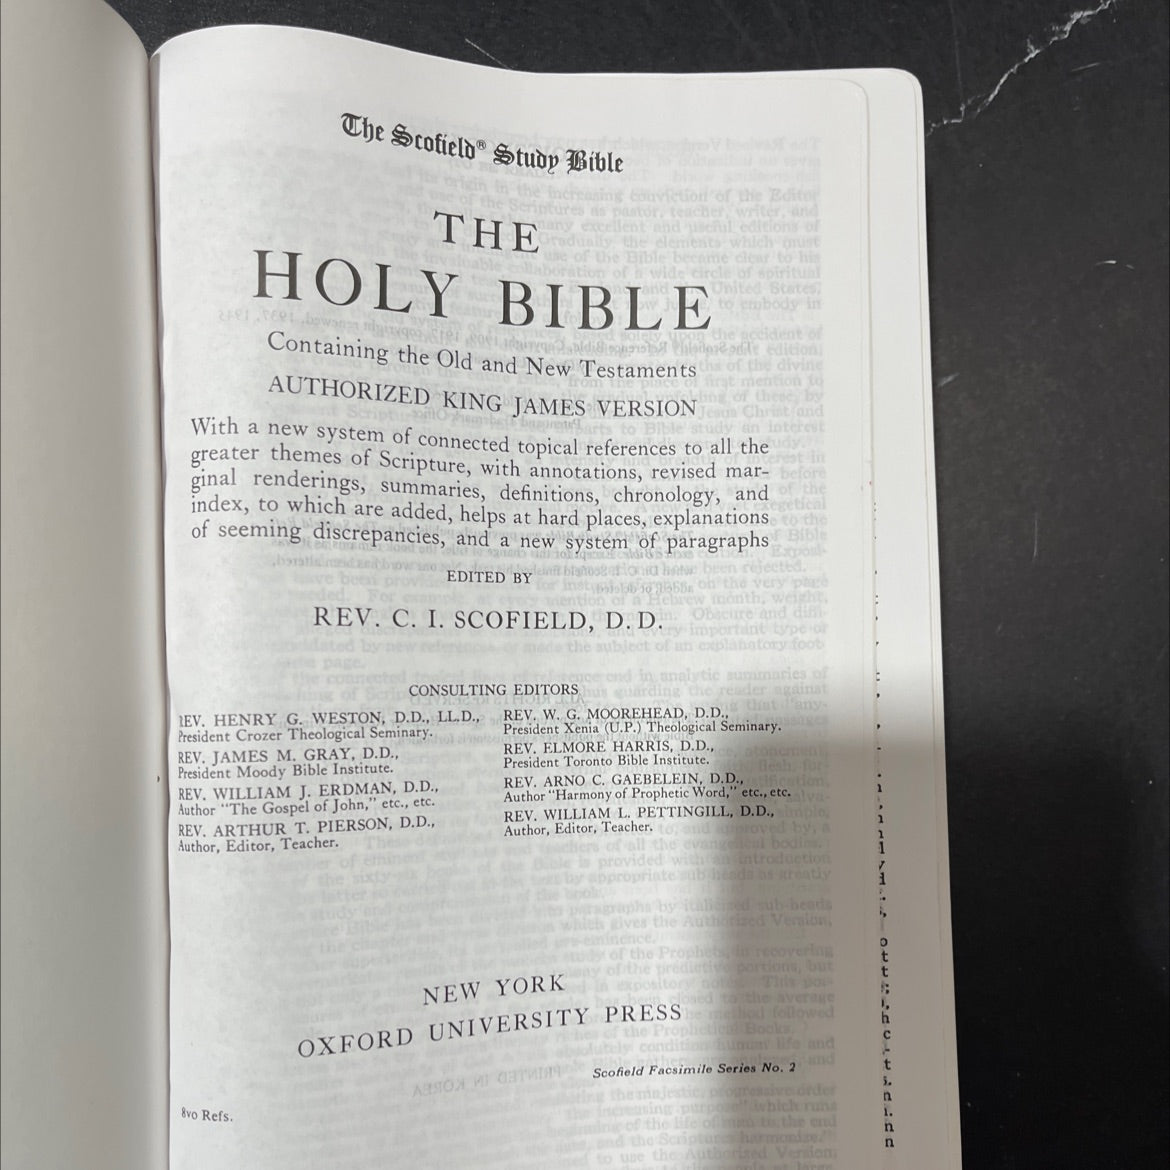 The Scofield® Study Bible
THE
HOLY BIBLE
Containing the Old and New Testaments
AUTHORIZED KING JAMES VERSION
With a new system of connected topical references to all the
greater themes of Scripture, with annotations, revised mar-
ginal renderings, summaries, definitions, chronology, and
index, to which are added, helps at hard places, explanations
of seeming discrepancies, and a new system of paragraphs
EDITED BY
REV. C. I. SCOFIELD, D. D.
CONSULTING EDITORS
REV. HENRY G. WESTON, D.D., LL.D.,
President Crozer Theological Seminary.
REV. JAMES M. GRAY, D.D.,
President Moody Bible Institute.
REV. WILLIAM J. ERDMAN, D.D.,
Author "The Gospel of John," etc., etc.
REV. ARTHUR T. PIERSON, D.D.,
Author, Editor, Teacher.
REV. W. G. MOOREHEAD, D.D.,
President Xenia (U.P.) Theological Seminary.
REV. ELMORE HARRIS, D.D.,
President Toronto Bible Institute.
REV. ARNO C. GAEBELEIN, D.D.,
Author "Harmony of Prophetic Word," etc., etc.
REV. WILLIAM L. PETTINGILL, D.D.,
Author, Editor, Teacher.
NEW YORK
OXFORD UNIVERSITY PRESS
Scofield Facsimile Series No. 2
8vo Refs.